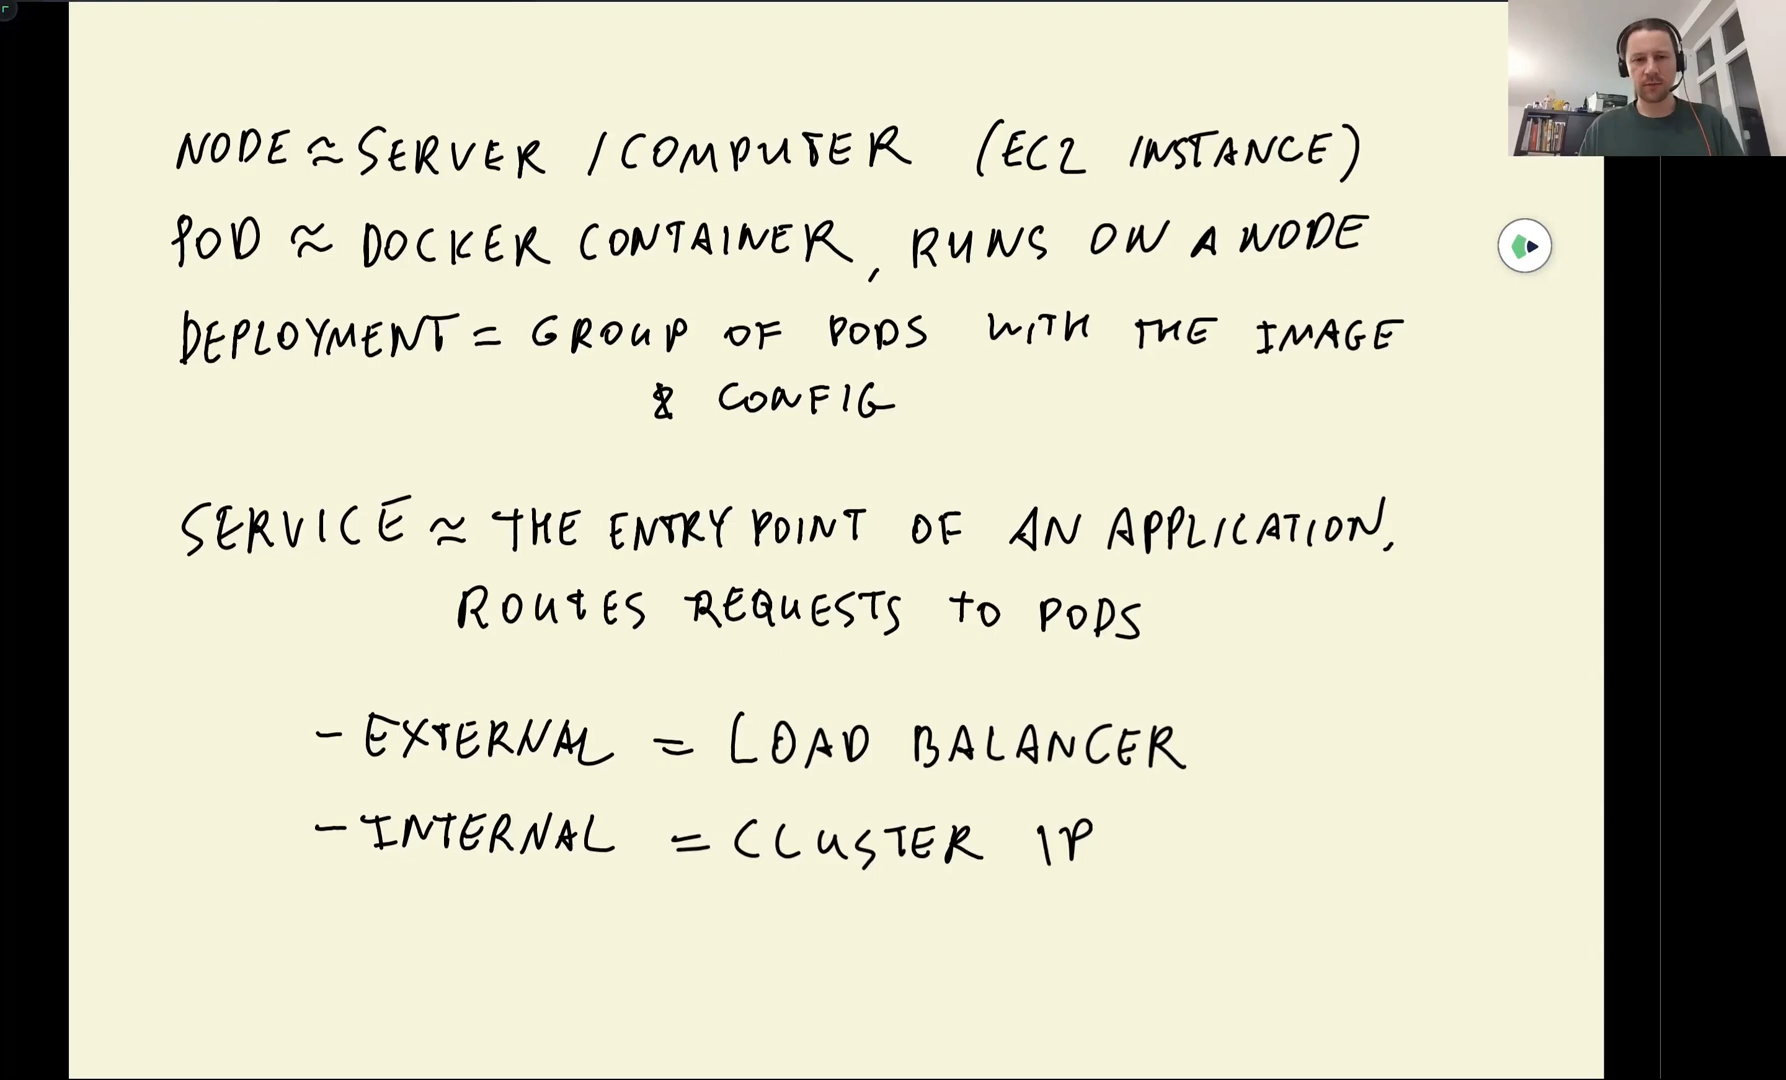 NODE ≈ SERVER / COMPUTER (EC2 INSTANCE)
POD ≈ DOCKER CONTAINER, RUNS ON A NODE
DEPLOYMENT = GROUP OF PODS WITH THE IMAGE
& CONFIG
SERVICE ≈ THE ENTRY POINT OF AN APPLICATION,
ROUTES REQUESTS TO PODS
- EXTERNAL = LOAD BALANCER
- INTERNAL = CLUSTER IP